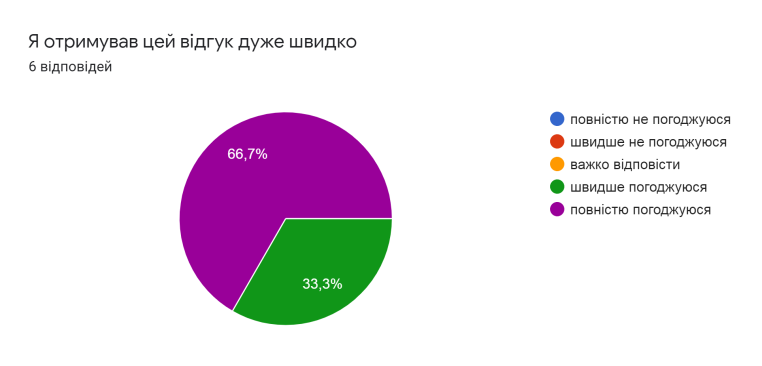 Я отримував цей відгук дуже швидко
6 відповідей
66,7%
33,3%
повністю не погоджуюся
швидше не погоджуюся
важко відповісти
швидше погоджуюся
повністю погоджуюся